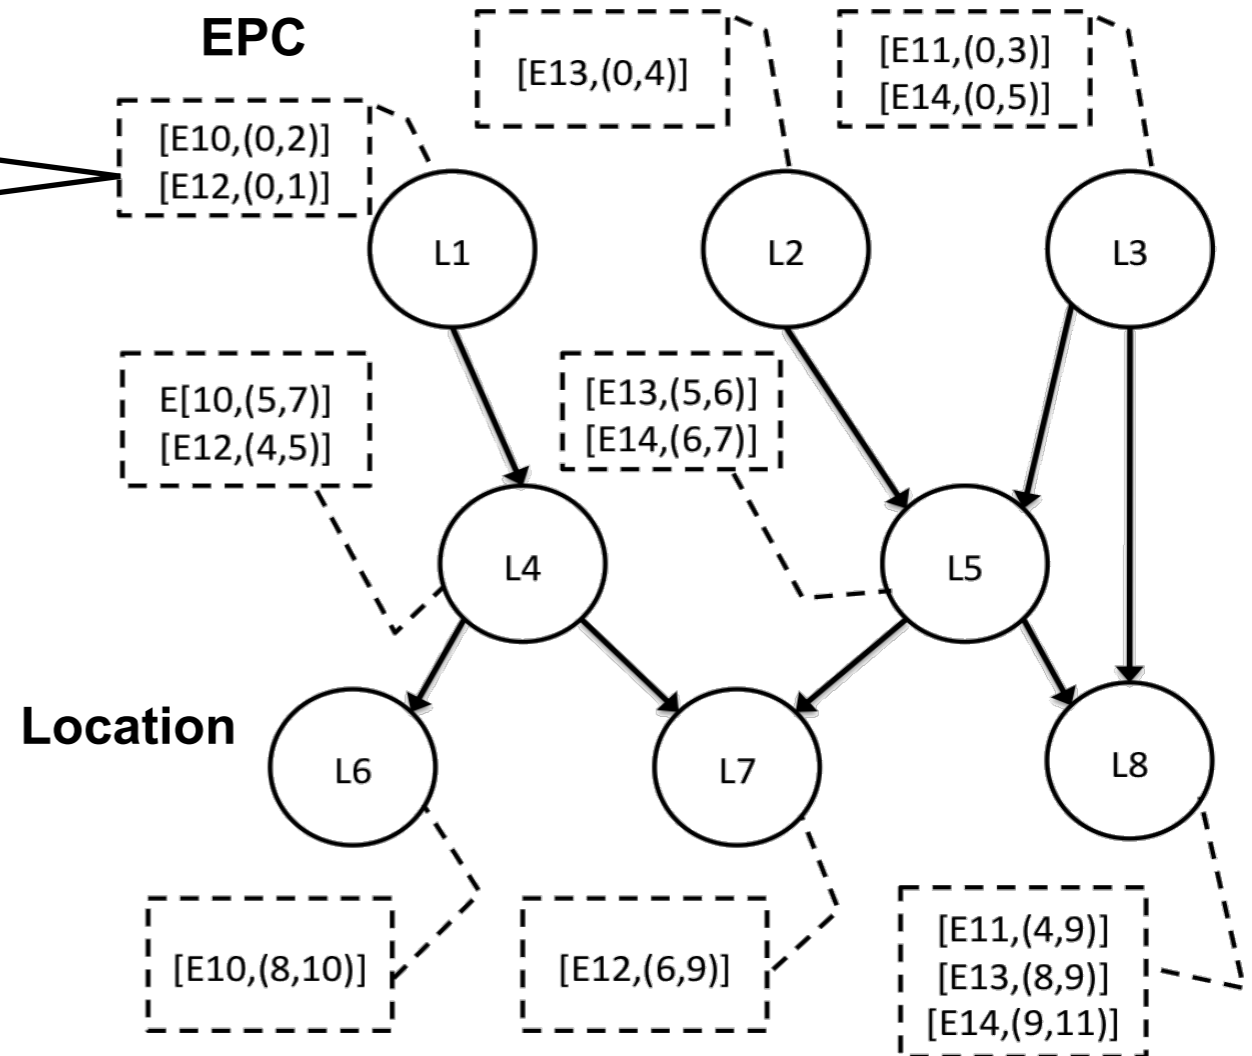 EPC
[E13,(0,4)]
[E11,(0,3)]
[E14,(0,5)]
[E10,(0,2)]
[E12,(0,1)]
L1
L2
L3
E[10,(5,7)]
[E12,(4,5)]
[E13,(5,6)]
[E14,(6,7)]
L4
L5
Location
L6
L7
L8
[E10,(8,10)]
[E12,(6,9)]
[E11,(4,9)]
[E13,(8,9)]
[E14,(9,11)]